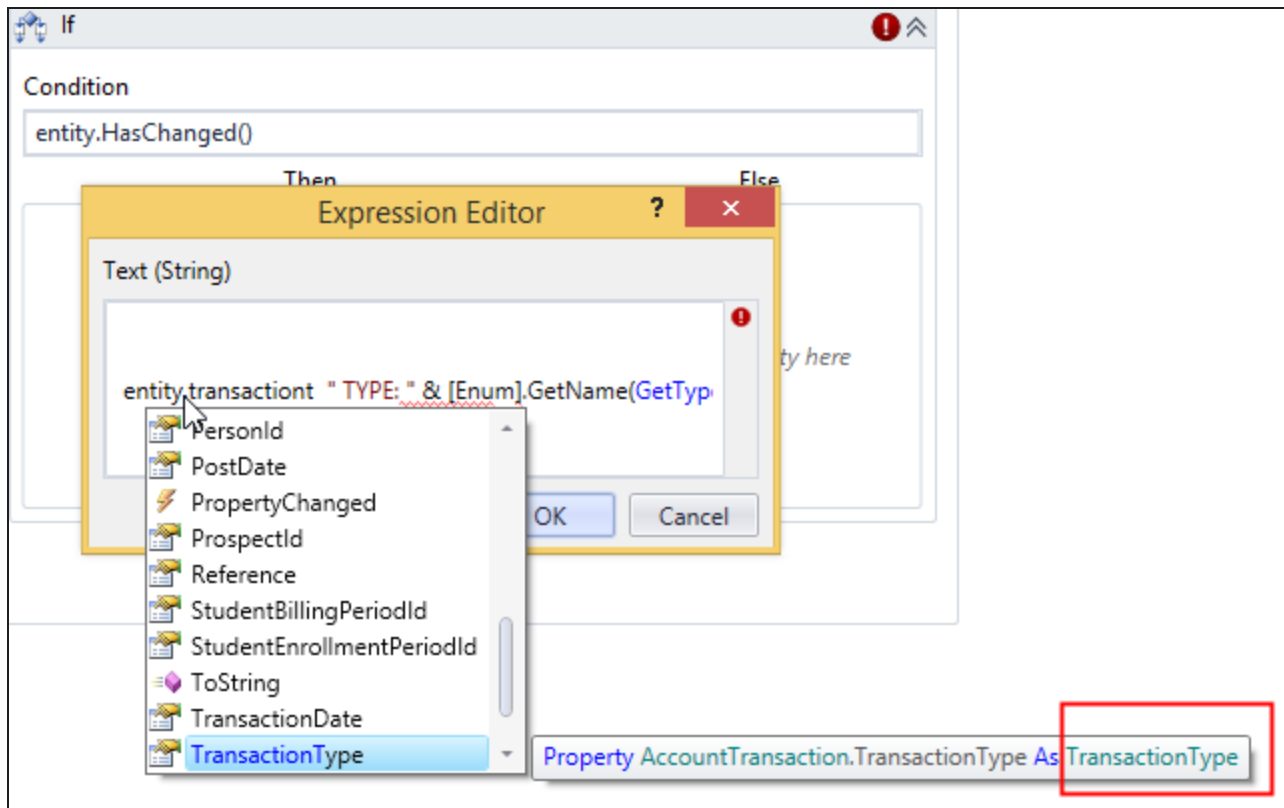 If
Condition
entity.HasChanged()
Then Else
Expression Editor ? ×
Text (String)
ty here
entity.transactiont " TYPE: " & [Enum].GetName(GetTyp
PersonId
PostDate
PropertyChanged
ProspectId
OK Cancel
Reference
StudentBillingPeriodId
StudentEnrollmentPeriodId
ToString
TransactionDate
TransactionType
Property AccountTransaction.TransactionType As TransactionType